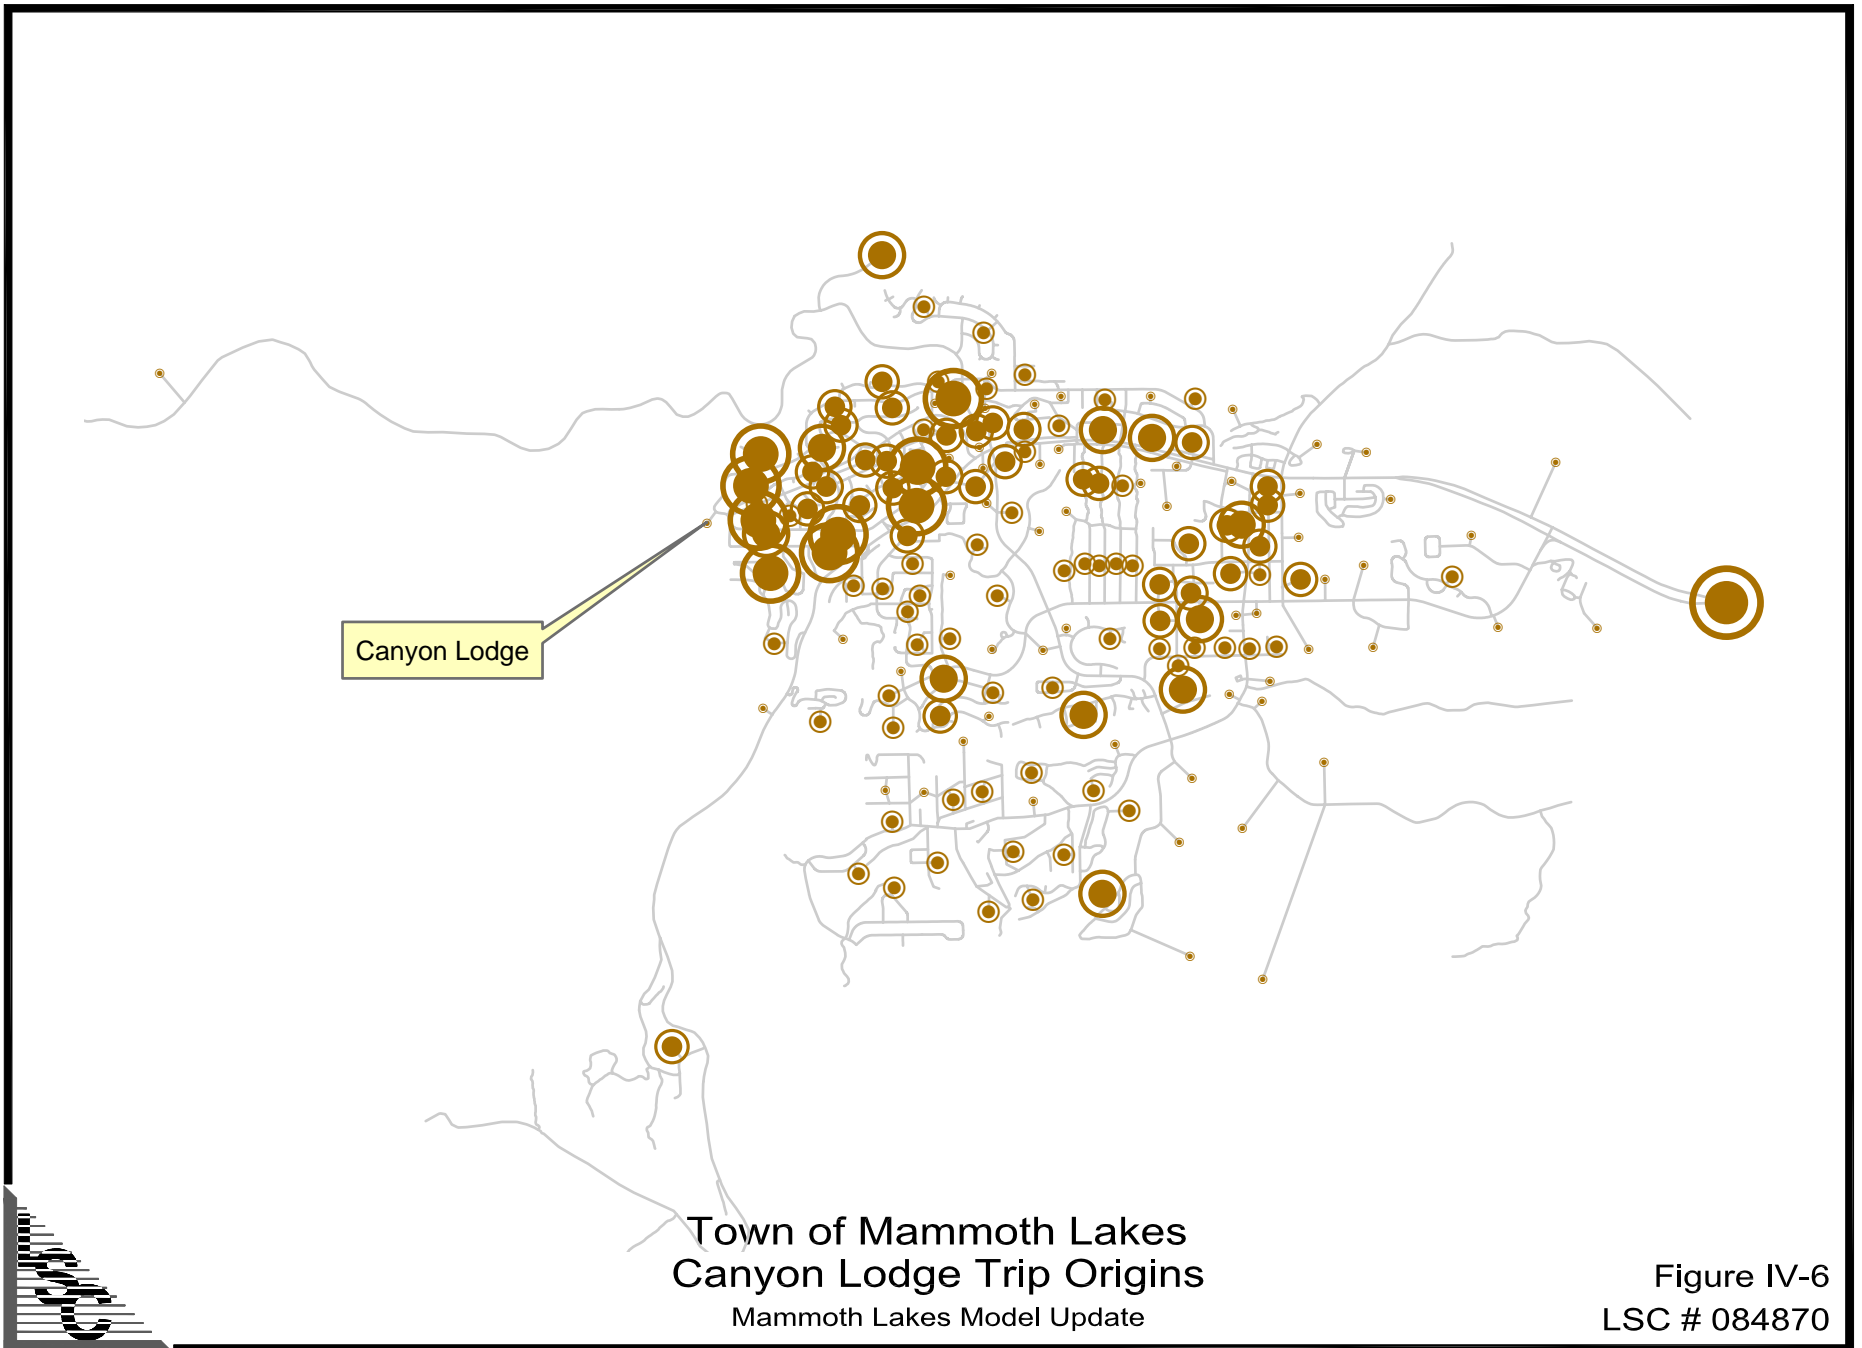 Canyon Lodge
Town of Mammoth Lakes
Canyon Lodge Trip Origins
Mammoth Lakes Model Update
Figure IV-6
LSC # 084870
LSC